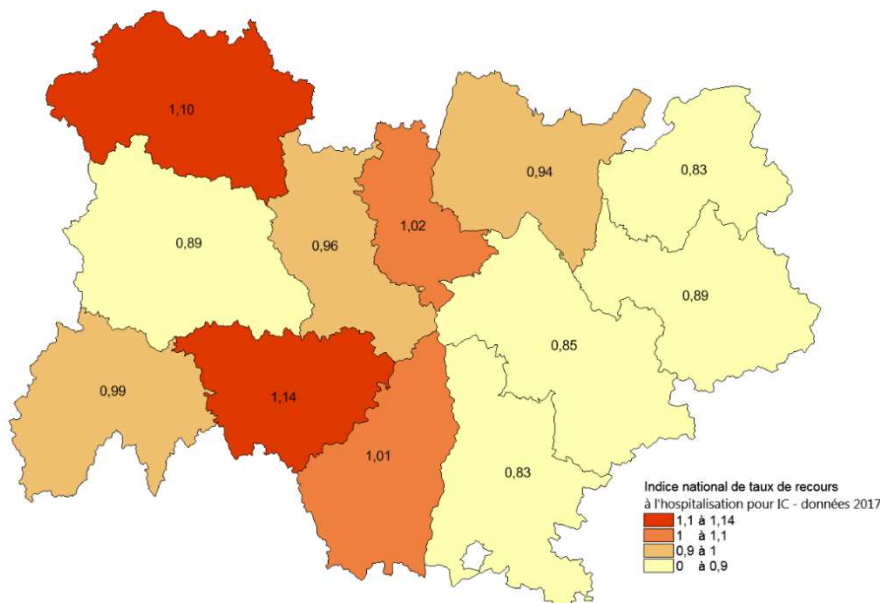 1,10
0,83
0,94
1,02
0,89
0,96
0,89
0,85
0,99
1,14
1,01
0,83
Indice national de taux de recours
à l'hospitalisation pour IC - données 2017
1,1 à 1,14
1 à 1,1
0,9 à 1
0 à 0,9